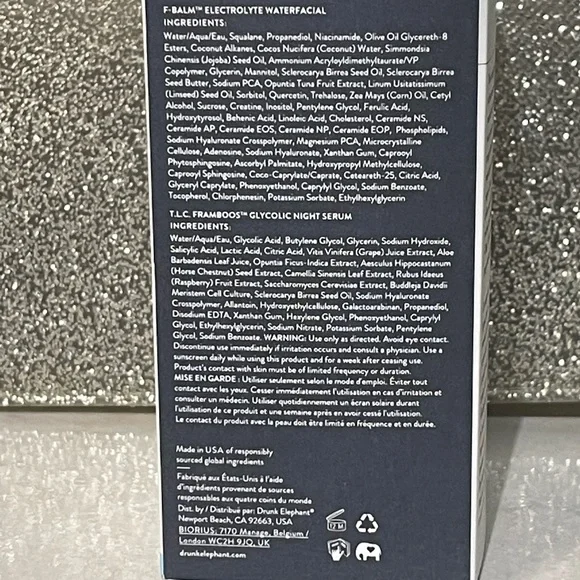 F-BALM™ ELECTROLYTE WATERFACIAL
INGREDIENTS:
Water/Aqua/Eau, Squalane, Propanediol, Niacinamide, Olive Oil Glycereth-8
Esters, Coconut Alkanes, Cocos Nucifera (Coconut) Water, Simmondsia
Chinensis (Jojoba) Seed Oil, Ammonium Acryloyldimethyltaurate/VP
Copolymer, Glycerin, Mannitol, Sclerocarya Birrea Seed Oil, Sclerocarya Birrea
Seed Butter, Sodium PCA, Opuntia Tuna Fruit Extract, Linum Usitatissimum
(Linseed) Seed Oil, Sorbitol, Quercetin, Trehalose, Zea Mays (Corn) Oil, Cetyl
Alcohol, Sucrose, Creatine, Inositol, Pentylene Glycol, Ferulic Acid,
Hydroxytyrosol, Behenic Acid, Linoleic Acid, Cholesterol, Ceramide NS,
Ceramide AP, Ceramide EOS, Ceramide NP, Ceramide EOP, Phospholipids,
Sodium Hyaluronate Crosspolymer, Magnesium PCA, Microcrystalline
Cellulose, Adenosine, Sodium Hyaluronate, Xanthan Gum, Caprooyl
Phytosphingosine, Ascorbyl Palmitate, Hydroxypropyl Methylcellulose,
Caprooyl Sphingosine, Coco-Caprylate/Caprate, Ceteareth-25, Citric Acid,
Glyceryl Caprylate, Phenoxyethanol, Caprylyl Glycol, Sodium Benzoate,
Tocopherol, Chlorphenesin, Potassium Sorbate, Ethylhexylglycerin
T.L.C. FRAMBOOS™ GLYCOLIC NIGHT SERUM
INGREDIENTS:
Water/Aqua/Eau, Glycolic Acid, Butylene Glycol, Glycerin, Sodium Hydroxide,
Salicylic Acid, Lactic Acid, Citric Acid, Vitis Vinifera (Grape) Juice Extract, Aloe
Barbadensis Leaf Juice, Opuntia Ficus-Indica Extract, Aesculus Hippocastanum
(Horse Chestnut) Seed Extract, Camellia Sinensis Leaf Extract, Rubus Idaeus
(Raspberry) Fruit Extract, Saccharomyces Cerevisiae Extract, Buddleja Davidii
Meristem Cell Culture, Sclerocarya Birrea Seed Oil, Sodium Hyaluronate
Crosspolymer, Allantoin, Hydroxyethylcellulose, Galactoarabinan, Propanediol,
Disodium EDTA, Xanthan Gum, Hexylene Glycol, Phenoxyethanol, Caprylyl
Glycol, Ethylhexylglycerin, Sodium Nitrate, Potassium Sorbate, Pentylene
Glycol, Sodium Benzoate. WARNING: Use only as directed. Avoid eye contact.
Discontinue use immediately if irritation occurs and consult a physician. Use a
sunscreen daily while using this product and for a week after ceasing use.
Product's contact with skin must be of limited frequency or duration.
MISE EN GARDE : Utiliser seulement selon le mode d'emploi. Éviter tout
contact avec les yeux. Cesser immédiatement l'utilisation en cas d'irritation et
consulter un médecin. Utiliser quotidiennement un écran solaire durant
l'utilisation de ce produit et une semaine après en avoir cessé l'utilisation.
Le contact du produit avec la peau doit être limité en fréquence et en durée.
Made in USA of responsibly
sourced global ingredients
Fabriqué aux États-Unis à l'aide
d'ingrédients provenant de sources
responsables aux quatre coins du monde
Dist. by / Distribué par: Drunk Elephant®
Newport Beach, CA 92663, USA
BIORIUS: 7170 Manage, Belgium /
London WC2H 9JQ, UK
drunkelephant.com
12 M